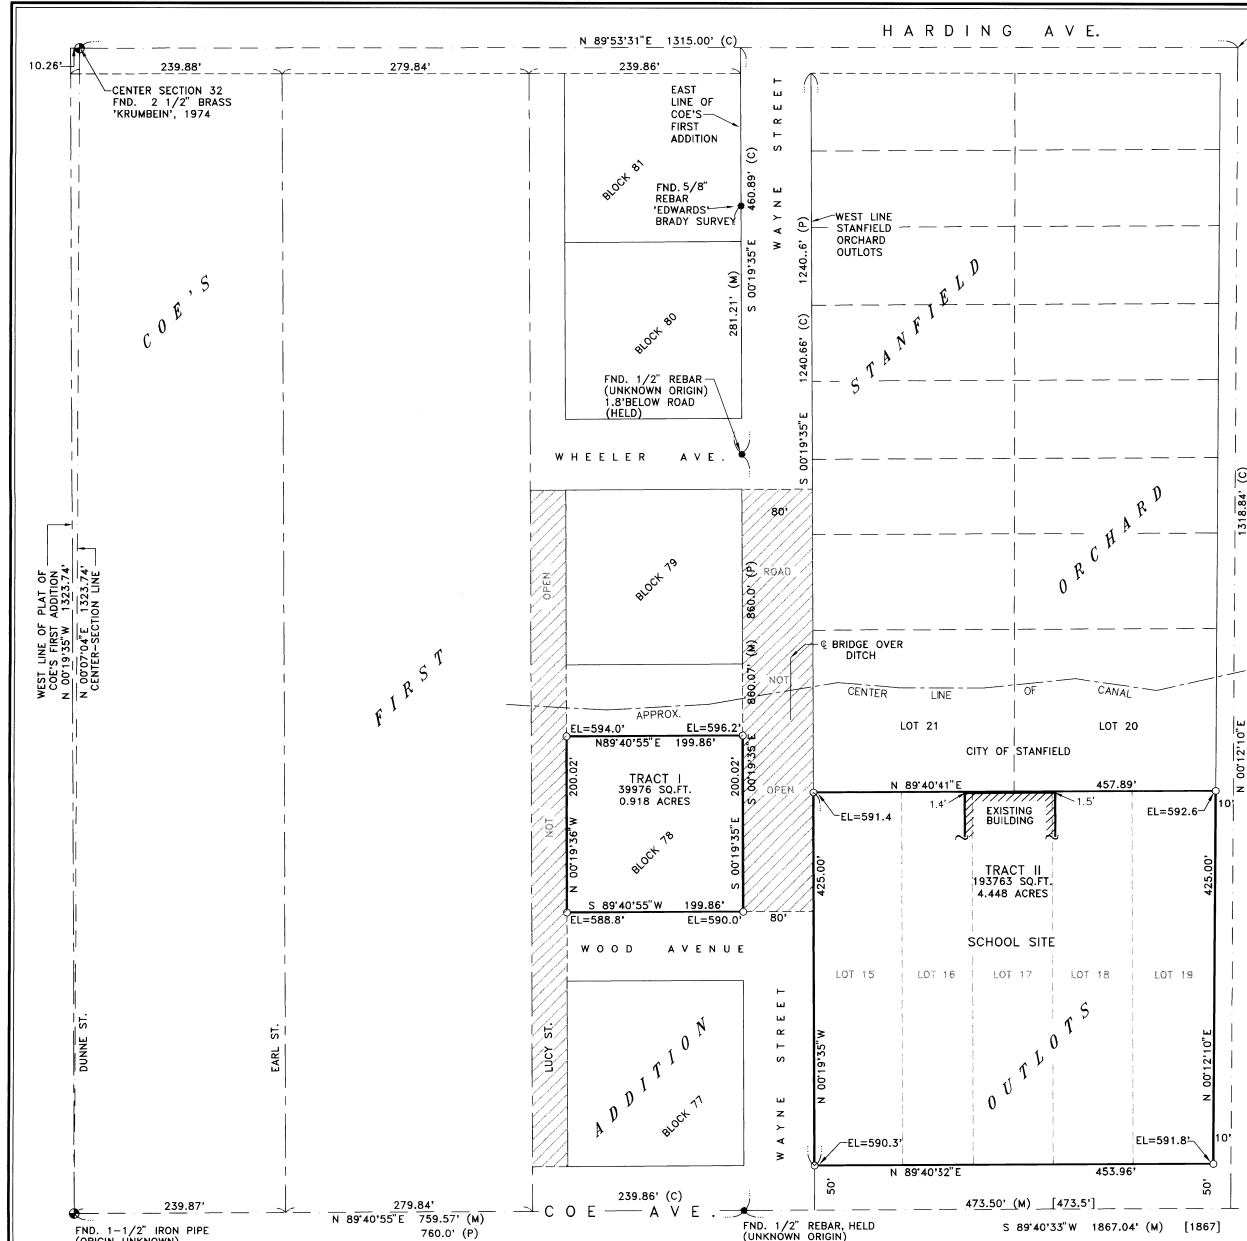 HARDING AVE.
N 89°53'31"E 1315.00' (C)
10.26'
239.88'
279.84'
239.86'
CENTER SECTION 32
FND. 2 1/2" BRASS
'KRUMBEIN', 1974
EAST
LINE OF
COE'S
FIRST
ADDITION
WAYNE STREET
BLOCK 81
460.89' (C)
FND. 5/8"
REBAR
'EDWARDS'
BRADY SURVEY
S 00°19'35"E
WEST LINE
STANFIELD
ORCHARD
OUTLOTS
1240..6' (P)
COE'S
STANFIELD
281.21' (M)
BLOCK 80
1240.66' (C)
FND. 1/2" REBAR
(UNKNOWN ORIGIN)
1.8'BELOW ROAD
(HELD)
S 00°19'35"E
WHEELER AVE.
1318.84' (C)
80'
ORCHARD
WEST LINE OF PLAT OF
COE'S FIRST ADDITION
N 00°19'35"W 1323.74'
N 00°07'04"E 1323.74'
CENTER-SECTION LINE
OPEN
BLOCK 79
ROAD
860.0' (P)
860.07' (M)
℄ BRIDGE OVER
DITCH
FIRST
NOT
CENTER LINE OF CANAL
APPROX.
LOT 21
LOT 20
EL=594.0'
EL=596.2'
N89°40'55"E 199.86'
S 00°19'35"E
CITY OF STANFIELD
N 00°12'10"E
TRACT I
39976 SQ.FT.
0.918 ACRES
200.02'
200.02'
OPEN
N 89°40'41"E 457.89'
1.4'
1.5'
10'
EL=591.4
EXISTING
BUILDING
EL=592.6
NOT
N 00°19'36"W
BLOCK 78
S 00°19'35"E
425.00'
TRACT II
193763 SQ.FT.
4.448 ACRES
425.00'
S 89°40'55"W 199.86'
EL=588.8'
EL=590.0'
80'
WOOD AVENUE
SCHOOL SITE
LOT 15
LOT 16
LOT 17
LOT 18
LOT 19
DUNNE ST.
EARL ST.
LUCY ST.
ADDITION
BLOCK 77
WAYNE STREET
N 00°19'35"W
OUTLOTS
N 00°12'10"E
EL=590.3'
EL=591.8'
10'
N 89°40'32"E 453.96'
50'
50'
239.87'
279.84'
239.86' (C)
473.50' (M) [473.5']
N 89°40'55"E 759.57' (M)
760.0' (P)
COE AVE.
FND. 1-1/2" IRON PIPE
(ORIGIN UNKNOWN)
FND. 1/2" REBAR, HELD
(UNKNOWN ORIGIN)
S 89°40'33"W 1867.04' (M) [1867]